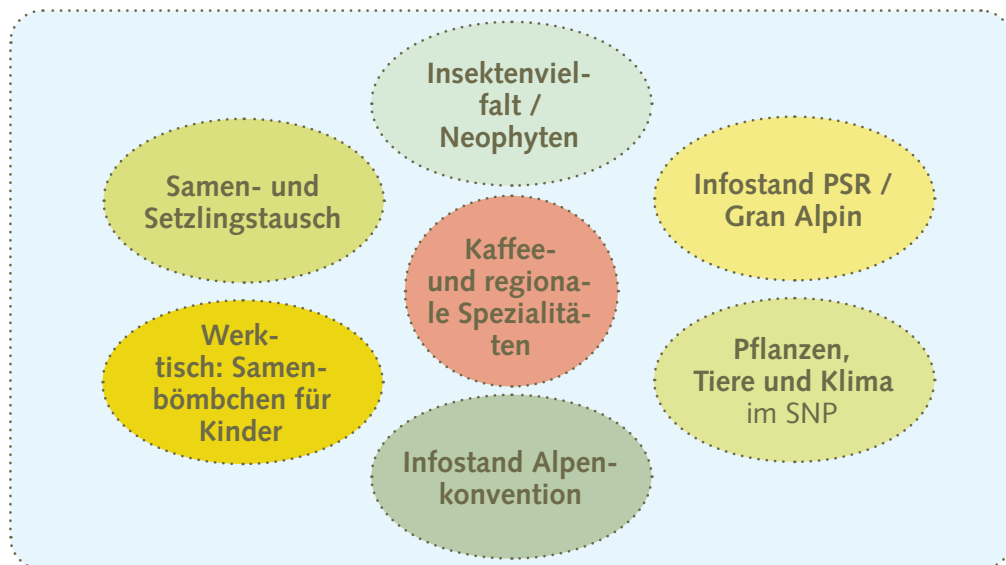 Insektenviel-
falt /
Neophyten
Samen- und
Setzlingstausch
Infostand PSR /
Gran Alpin
Kaffee-
und regiona-
le Spezialitä-
ten
Werk-
tisch: Samen-
bömbchen für
Kinder
Pflanzen,
Tiere und Klima
im SNP
Infostand Alpen-
konvention